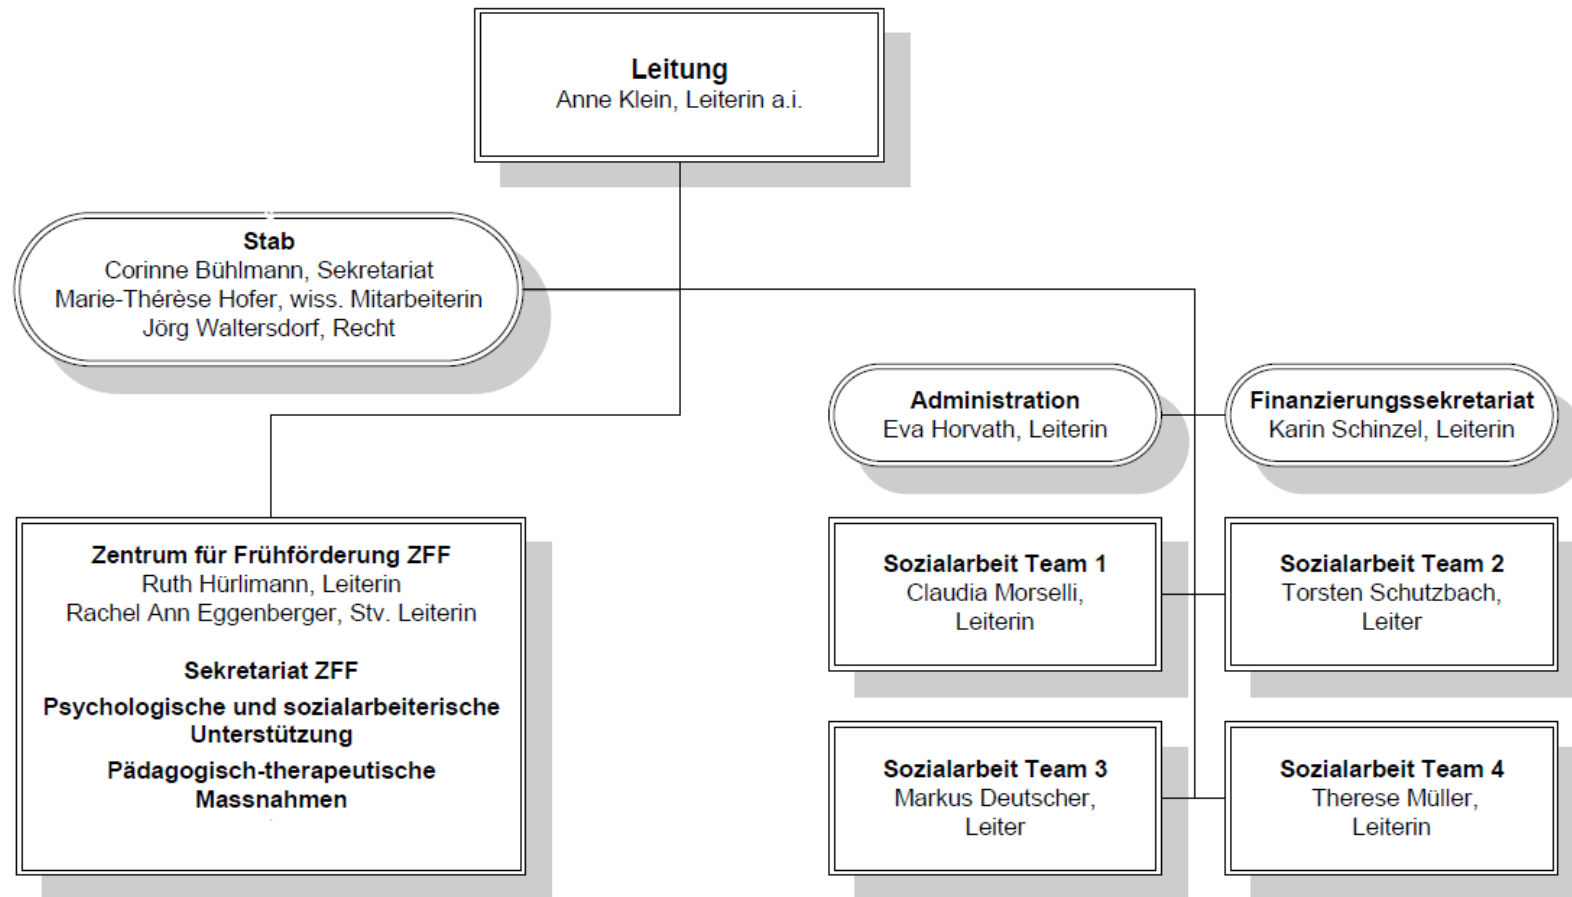 Leitung
Anne Klein, Leiterin a.i.
Stab
Corinne Bühlmann, Sekretariat
Marie-Thérèse Hofer, wiss. Mitarbeiterin
Jörg Waltersdorf, Recht
Administration
Eva Horvath, Leiterin
Finanzierungssekretariat
Karin Schinzel, Leiterin
Zentrum für Frühförderung ZFF
Ruth Hürlimann, Leiterin
Rachel Ann Eggenberger, Stv. Leiterin
Sekretariat ZFF
Psychologische und sozialarbeiterische
Unterstützung
Pädagogisch-therapeutische
Massnahmen
Sozialarbeit Team 1
Claudia Morselli,
Leiterin
Sozialarbeit Team 2
Torsten Schutzbach,
Leiter
Sozialarbeit Team 3
Markus Deutscher,
Leiter
Sozialarbeit Team 4
Therese Müller,
Leiterin